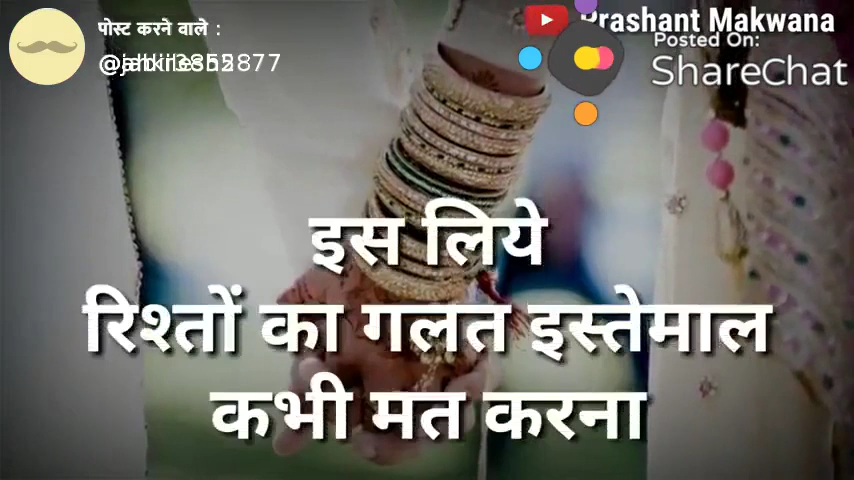 पोस्ट करने वाले :
Prashant Makwana
Posted On:
ShareChat
इस लिये
रिश्तों का गलत इस्तेमाल
कभी मत करना